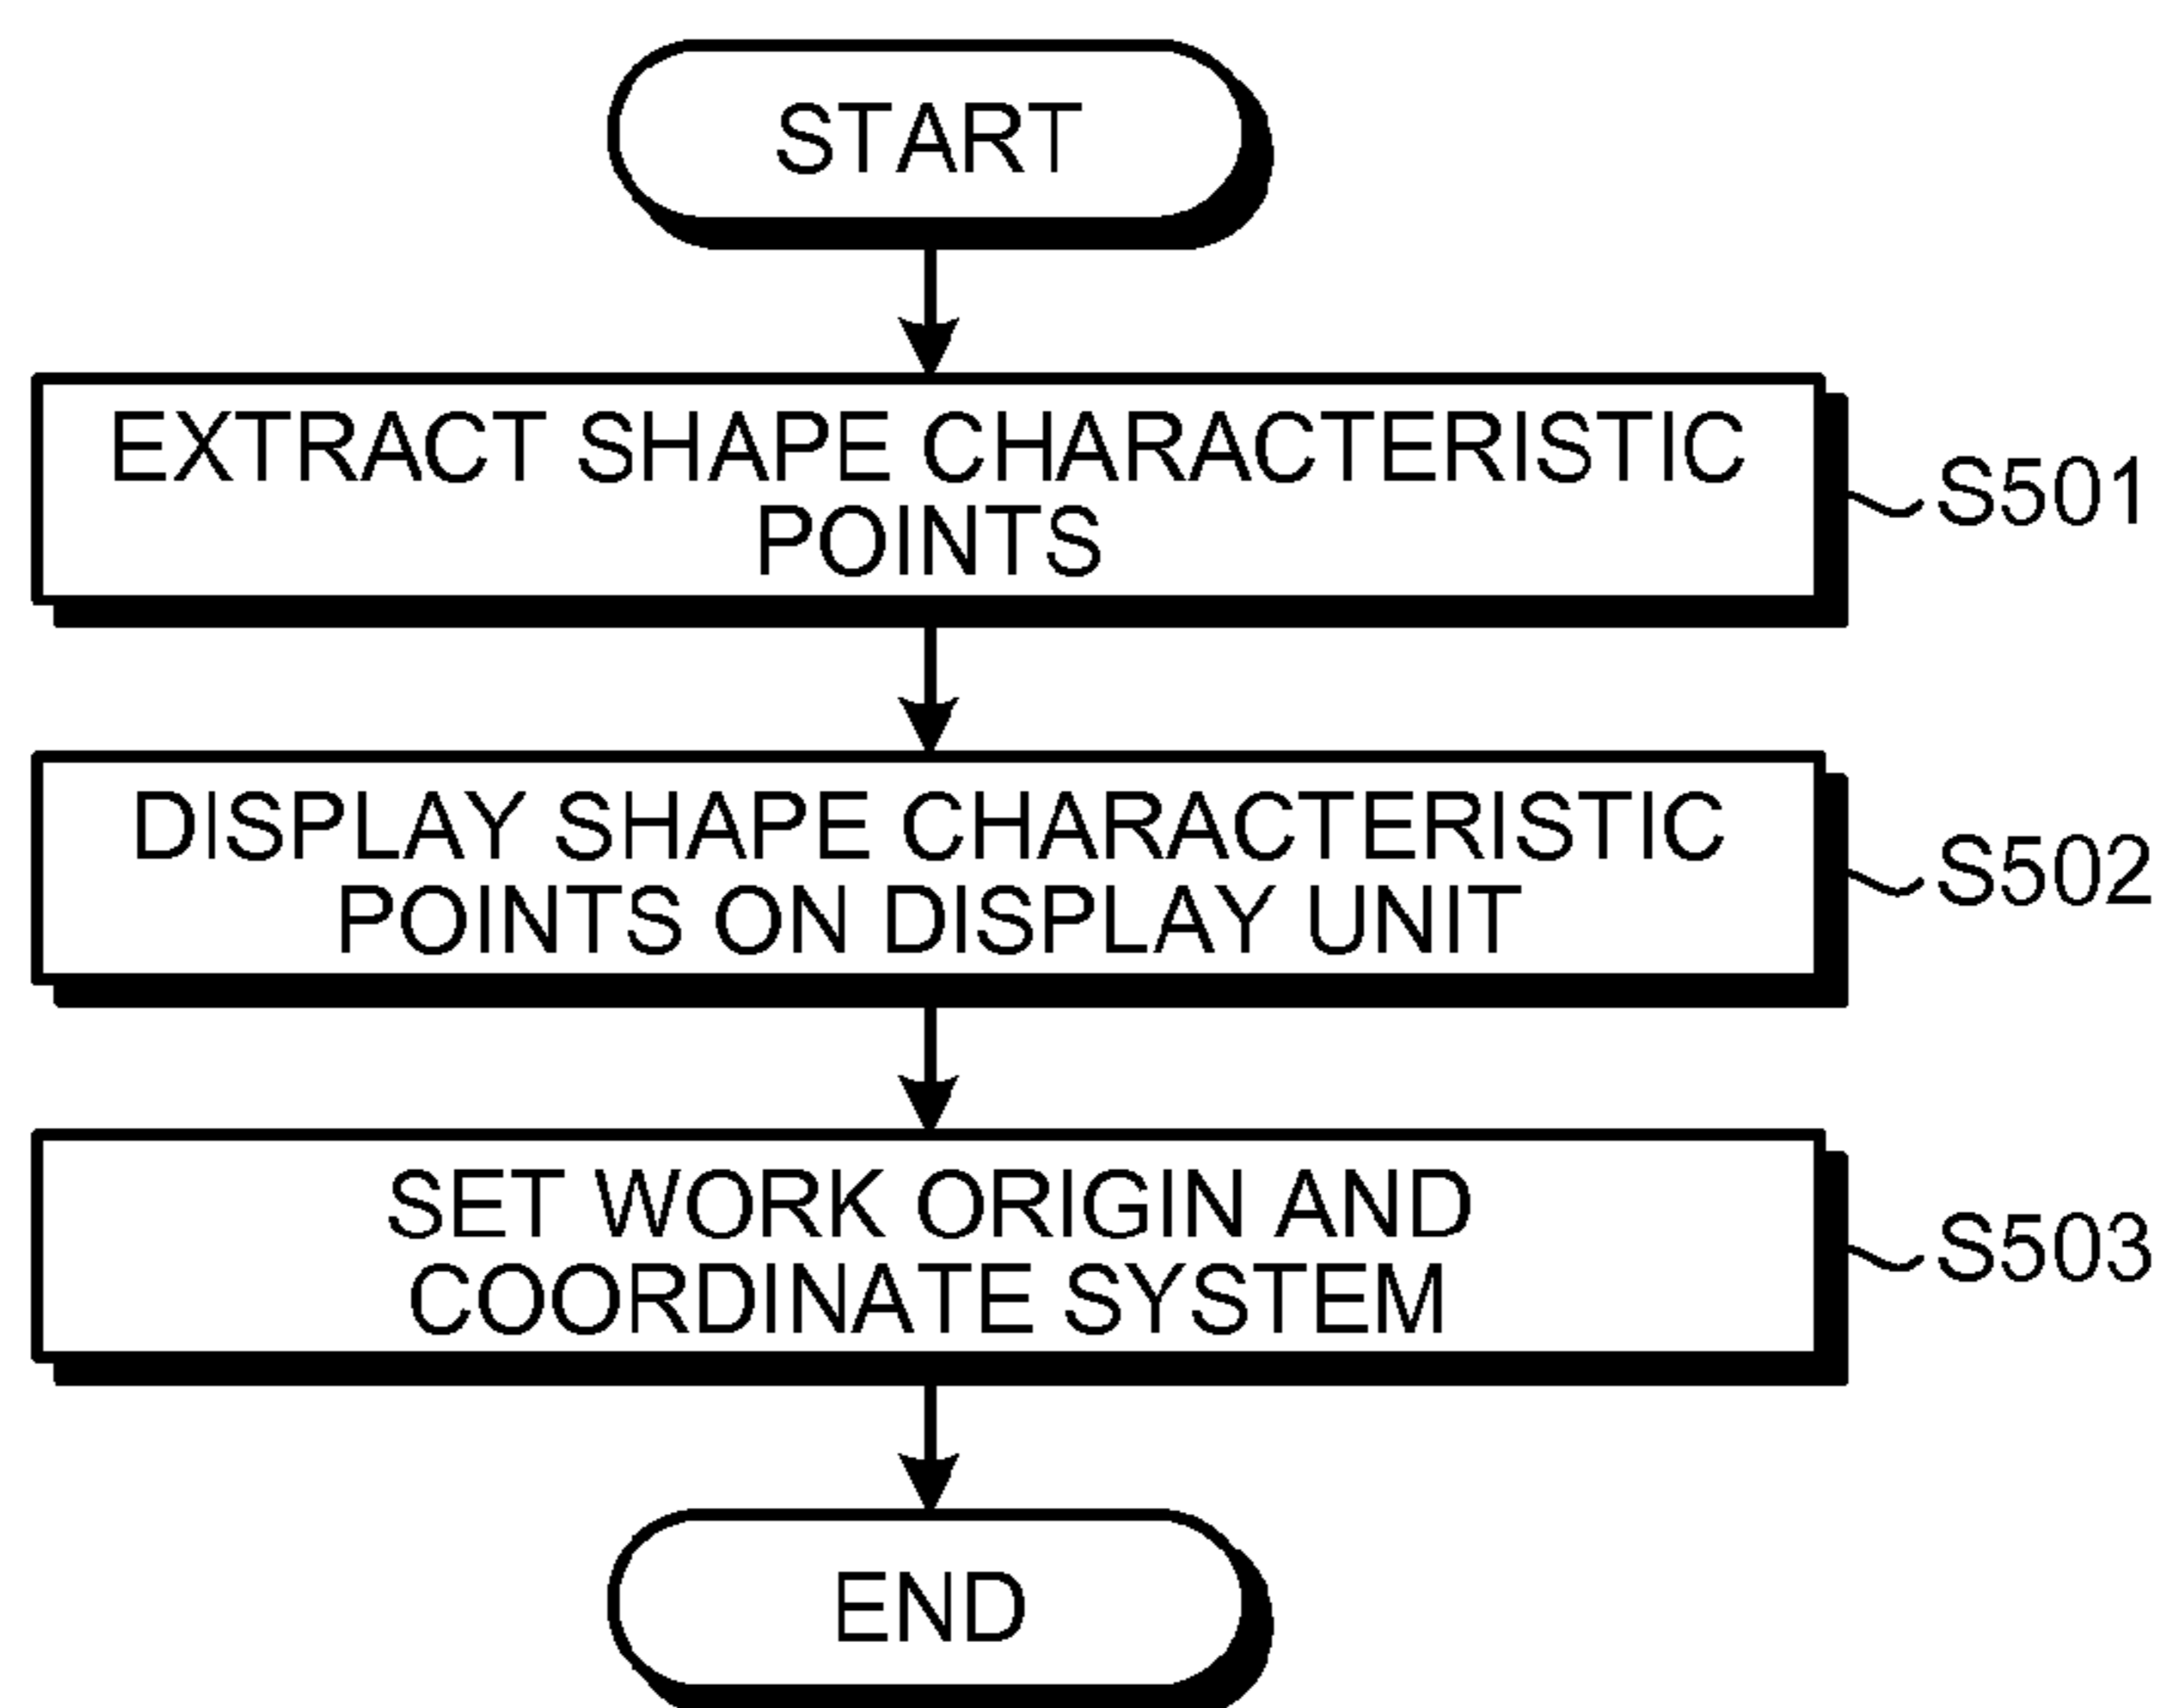 START
EXTRACT SHAPE CHARACTERISTIC
POINTS
S501
DISPLAY SHAPE CHARACTERISTIC
POINTS ON DISPLAY UNIT
S502
SET WORK ORIGIN AND
COORDINATE SYSTEM
S503
END